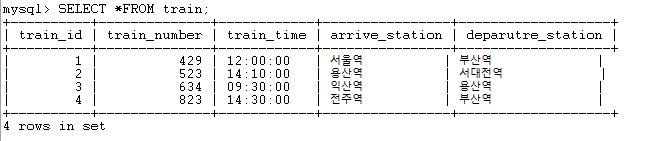 mysql> SELECT *FROM train;
+----------+--------------+------------+----------------+--------------------+
| train_id | train_number | train_time | arrive_station | deparutre_station |
+----------+--------------+------------+----------------+--------------------+
| 1 | 429 | 12:00:00 | 서울역 | 부산역 |
| 2 | 523 | 14:10:00 | 용산역 | 서대전역 |
| 3 | 634 | 09:30:00 | 익산역 | 용산역 |
| 4 | 823 | 14:30:00 | 전주역 | 부산역 |
+----------+--------------+------------+----------------+--------------------+
4 rows in set